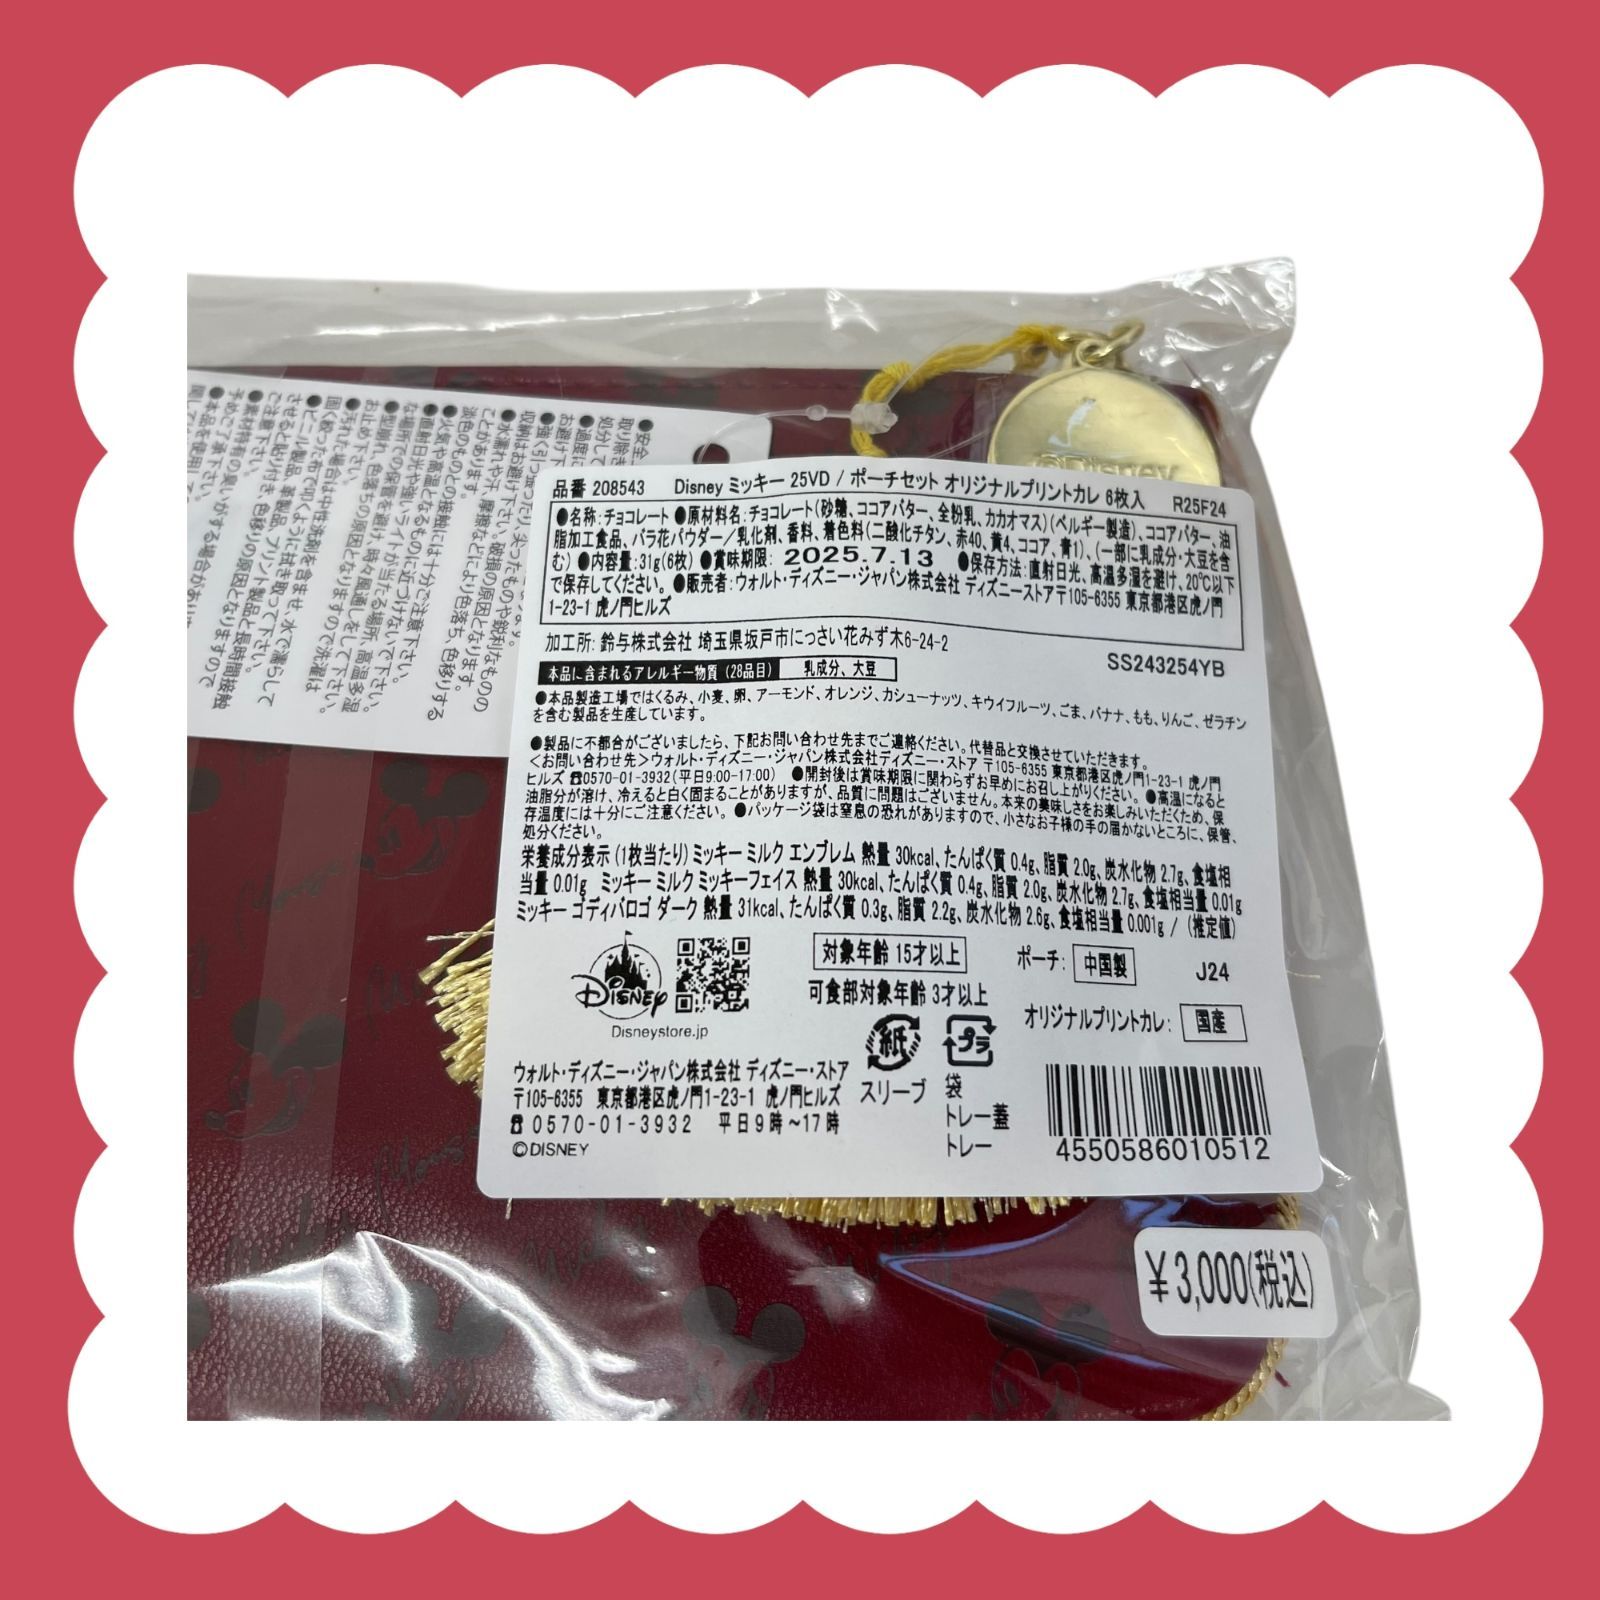 品番 208543 Disney ミッキー 25VD / ポーチセット オリジナルプリントカレ 6枚入 R25F24
●名称:チョコレート ●原材料名:チョコレート(砂糖、ココアバター、全粉乳、カカオマス)(ベルギー製造)、ココアバター、油
脂加工食品、バラ花パウダー/乳化剤、香料、着色料(二酸化チタン、赤40、黄4、ココア、青1)、(一部に乳成分・大豆を含
む) ●内容量:31g(6枚) ●賞味期限: 2025.7.13 ●保存方法:直射日光、高温多湿を避け、20℃以下
で保存してください。●販売者:ウォルト・ディズニー・ジャパン株式会社 ディズニーストア〒105-6355 東京都港区虎ノ門
1-23-1 虎ノ門ヒルズ
加工所: 鈴与株式会社 埼玉県坂戸市にっさい花みず木6-24-2
SS243254YB
本品に含まれるアレルギー物質 (28品目) 乳成分、大豆
●本品製造工場ではくるみ、小麦、卵、アーモンド、オレンジ、カシューナッツ、キウイフルーツ、ごま、バナナ、もも、りんご、ゼラチン
を含む製品を生産しています。
●製品に不都合がございましたら、下記お問い合わせ先までご連絡ください。代替品と交換させていただきます。
<お問い合わせ先>ウォルト・ディズニー・ジャパン株式会社ディズニー・ストア 〒105-6355 東京都港区虎ノ門1-23-1 虎ノ門
ヒルズ ☎0570-01-3932(平日9:00-17:00) ●開封後は賞味期限に関わらずお早めにお召し上がりください。●高温になると
油脂分が溶け、冷えると白く固まることがありますが、品質に問題はございません。本来の美味しさをお楽しみいただくため、保
存温度には十分にご注意ください。 ●パッケージ袋は窒息の恐れがありますので、小さなお子様の手の届かないところに、保管、
処分ください。
栄養成分表示 (1枚当たり) ミッキー ミルク エンブレム 熱量 30kcal、たんぱく質 0.4g、脂質 2.0g、炭水化物 2.7g、食塩相
当量 0.01g ミッキー ミルク ミッキーフェイス 熱量 30kcal、たんぱく質 0.4g、脂質 2.0g、炭水化物 2.7g、食塩相当量 0.01g
ミッキー ゴディバロゴ ダーク 熱量 31kcal、たんぱく質 0.3g、脂質 2.2g、炭水化物 2.6g、食塩相当量 0.001g / (推定値)
Disney
Disneystore.jp
対象年齢 15才以上
可食部対象年齢 3才以上
ポーチ: 中国製 J24
オリジナルプリントカレ: 国産
紙
スリーブ
プラ
袋
トレー蓋
トレー
ウォルト・ディズニー・ジャパン株式会社 ディズニー・ストア
〒105-6355 東京都港区虎ノ門1-23-1 虎ノ門ヒルズ
☎ 0570-01-3932 平日9時～17時
©DISNEY
4550586010512
¥3,000(税込)
©Disney